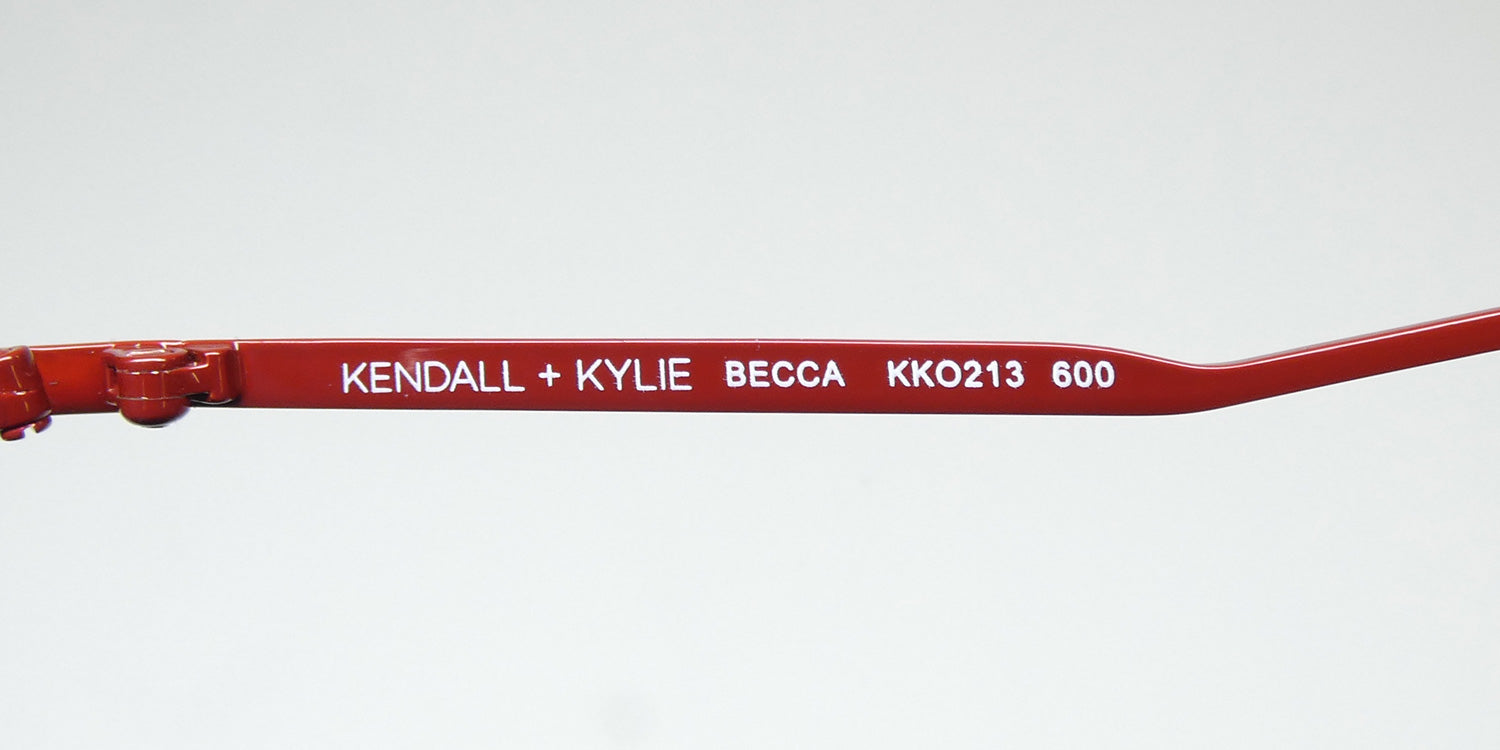 KENDALL + KYLIE BECCA KKO213 600